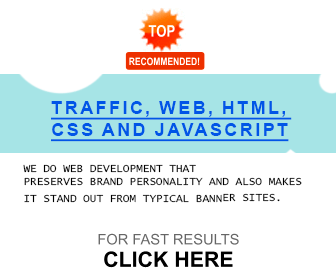 TOP
RECOMMENDED!
TRAFFIC, WEB, HTML,
CSS AND JAVASCRIPT
WE DO WEB DEVELOPMENT THAT
PRESERVES BRAND PERSONALITY AND ALSO MAKES
IT STAND OUT FROM TYPICAL BANNER SITES.
FOR FAST RESULTS
CLICK HERE